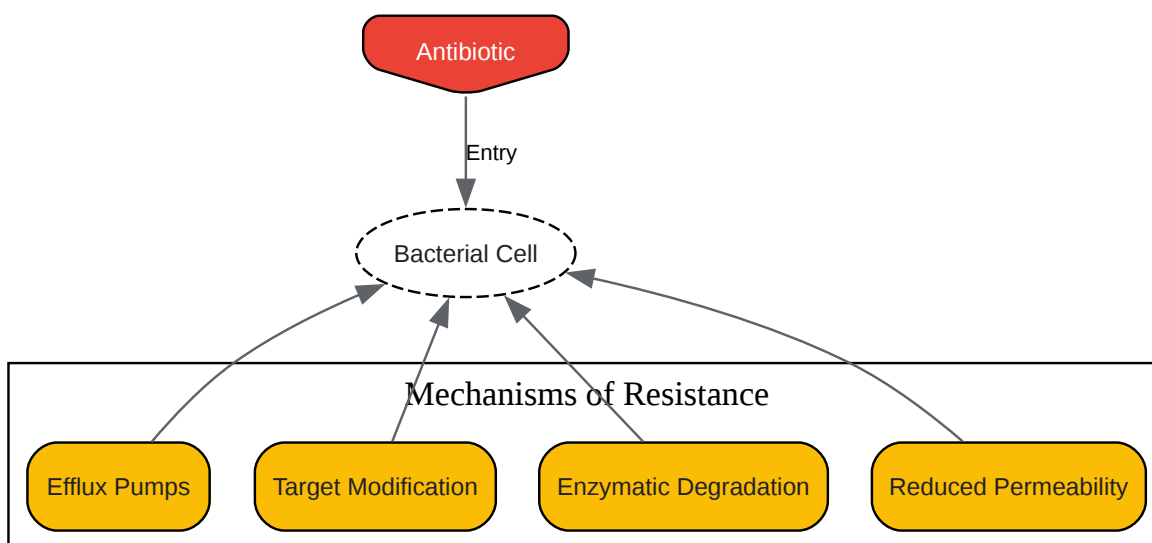 Antibiotic
Entry
Bacterial Cell
Mechanisms of Resistance
Efflux Pumps
Target Modification
Enzymatic Degradation
Reduced Permeability